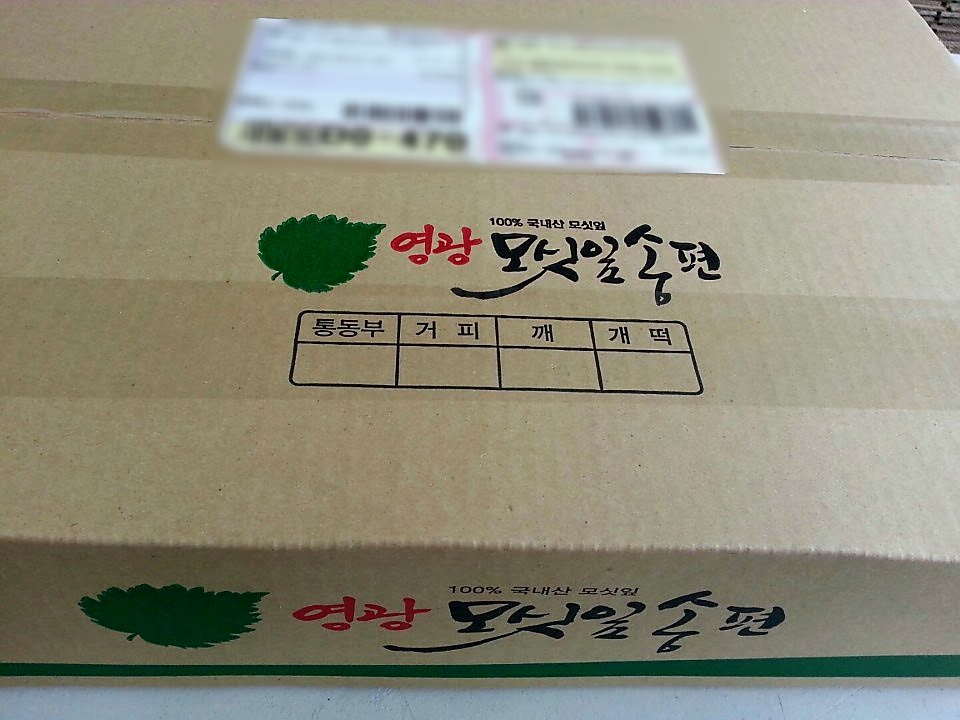 100% 국내산 모싯잎
영광 모싯잎송편
통동부 거 피 깨 개 떡
100% 국내산 모싯잎
영광 모싯잎송편